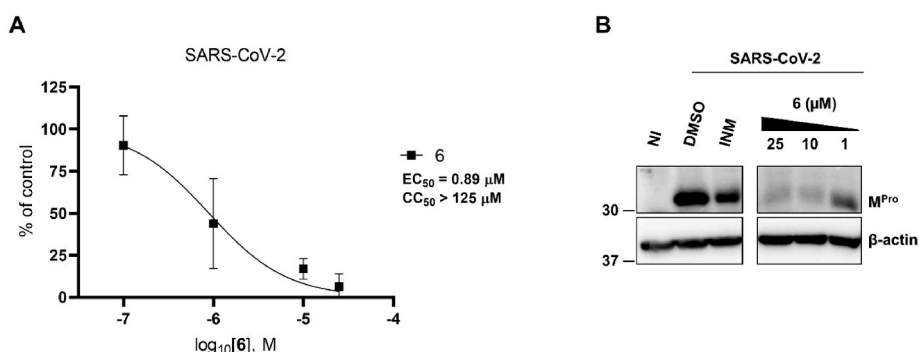 A
SARS-CoV-2
125
100
75
50
25
0
% of control
-7
-6
-5
-4
log₁₀[6], M
6
EC₅₀ = 0.89 µM
CC₅₀ > 125 µM
B
SARS-CoV-2
NI
DMSO
INM
6 (µM)
25 10 1
30
Mᴾʳᵒ
β-actin
37